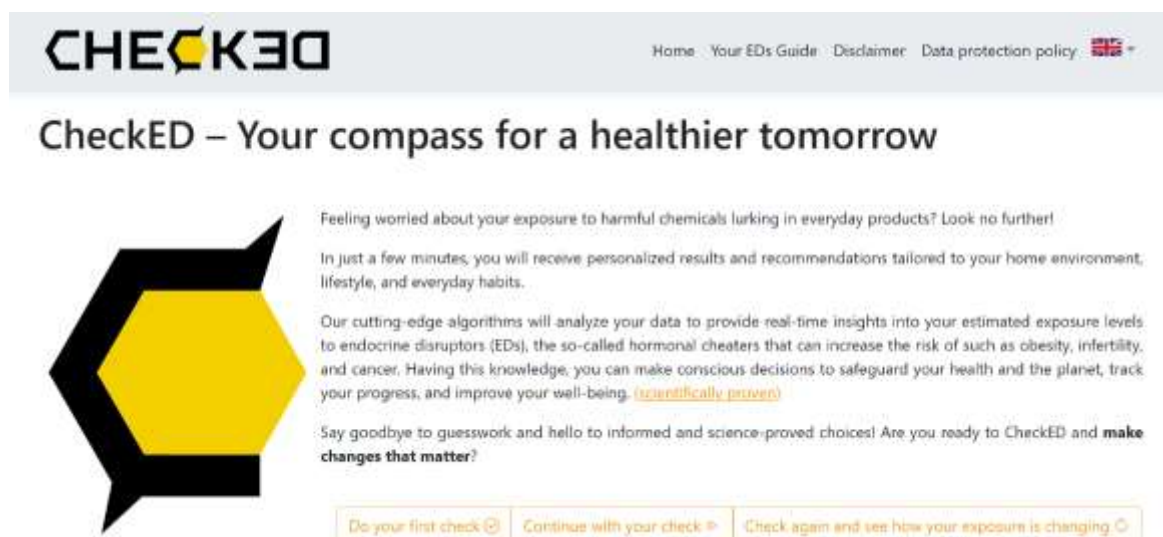 CHECKED
Home Your EDs Guide Disclaimer Data protection policy
CheckED – Your compass for a healthier tomorrow
Feeling worried about your exposure to harmful chemicals lurking in everyday products? Look no further!
In just a few minutes, you will receive personalized results and recommendations tailored to your home environment,
lifestyle, and everyday habits.
Our cutting-edge algorithms will analyze your data to provide real-time insights into your estimated exposure levels
to endocrine disruptors (EDs), the so-called hormonal cheaters that can increase the risk of such as obesity, infertility,
and cancer. Having this knowledge, you can make conscious decisions to safeguard your health and the planet, track
your progress, and improve your well-being. (scientifically proven)
Say goodbye to guesswork and hello to informed and science-proved choices! Are you ready to CheckED and make
changes that matter?
Do your first check Continue with your check Check again and see how your exposure is changing